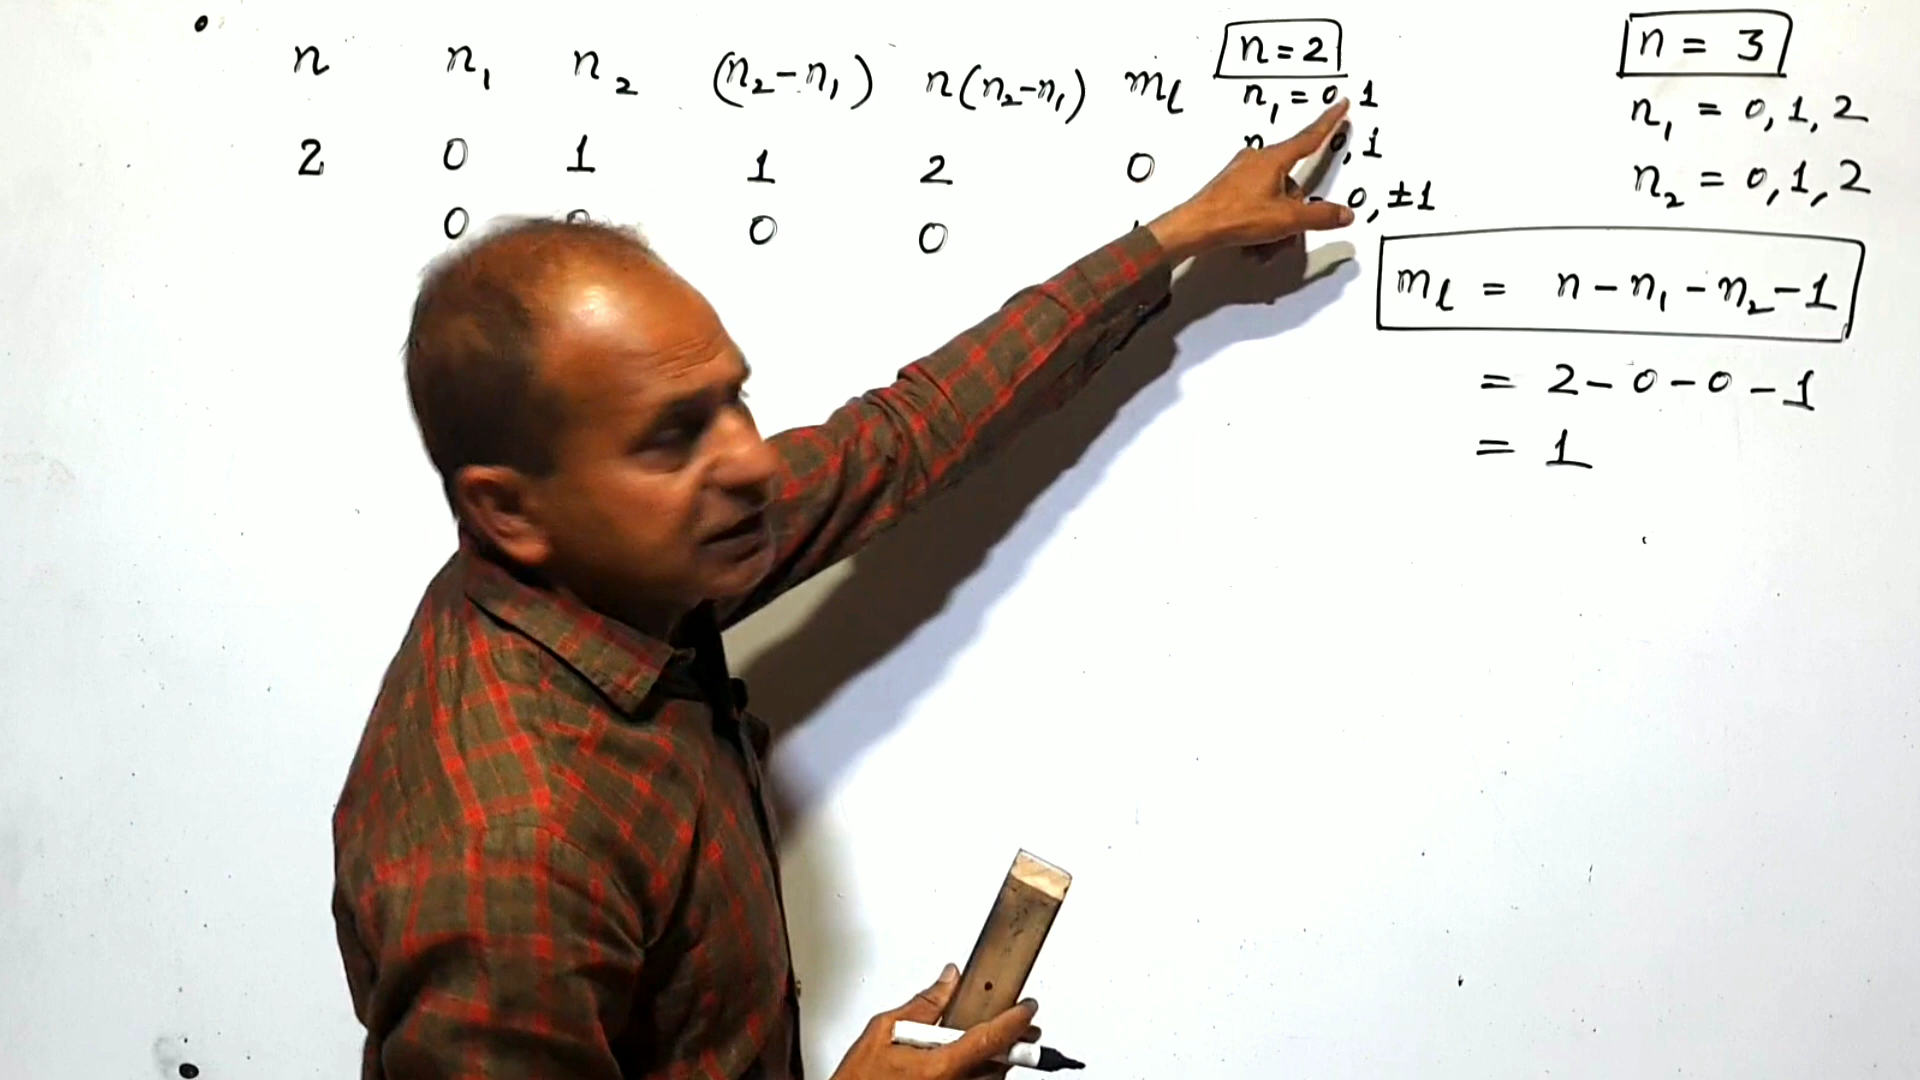 n n₁ n₂ (n₂-n₁) n(n₂-n₁) mℓ
2 0 1 1 2 0
0 0 0
n=2
n₁ = 0,1
0,1
0, ±1
n = 3
n₁ = 0,1,2
n₂ = 0,1,2
mℓ = n-n₁-n₂-1
= 2-0-0-1
= 1